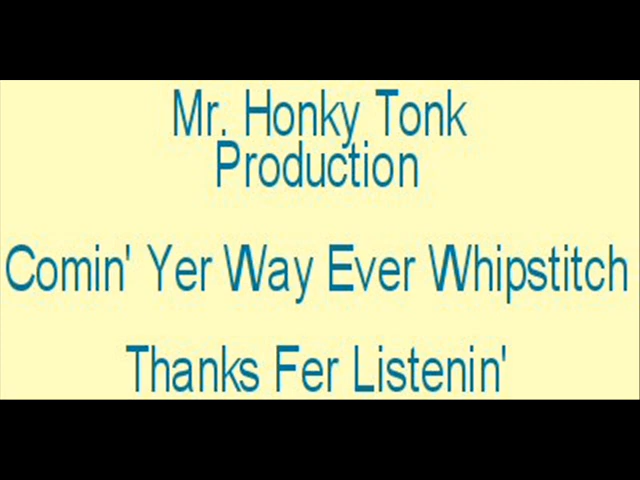 Mr. Honky Tonk
Production
Comin' Yer Way Ever Whipstitch
Thanks Fer Listenin'